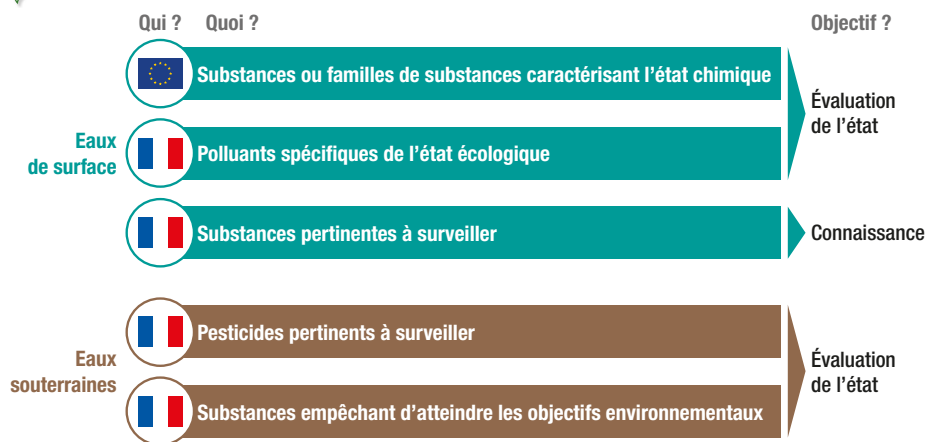 Qui ? Quoi ? Objectif ?
Substances ou familles de substances caractérisant l’état chimique
Évaluation
de l’état
Eaux
de surface
Polluants spécifiques de l’état écologique
Substances pertinentes à surveiller
Connaissance
Pesticides pertinents à surveiller
Eaux
souterraines
Évaluation
de l’état
Substances empêchant d’atteindre les objectifs environnementaux